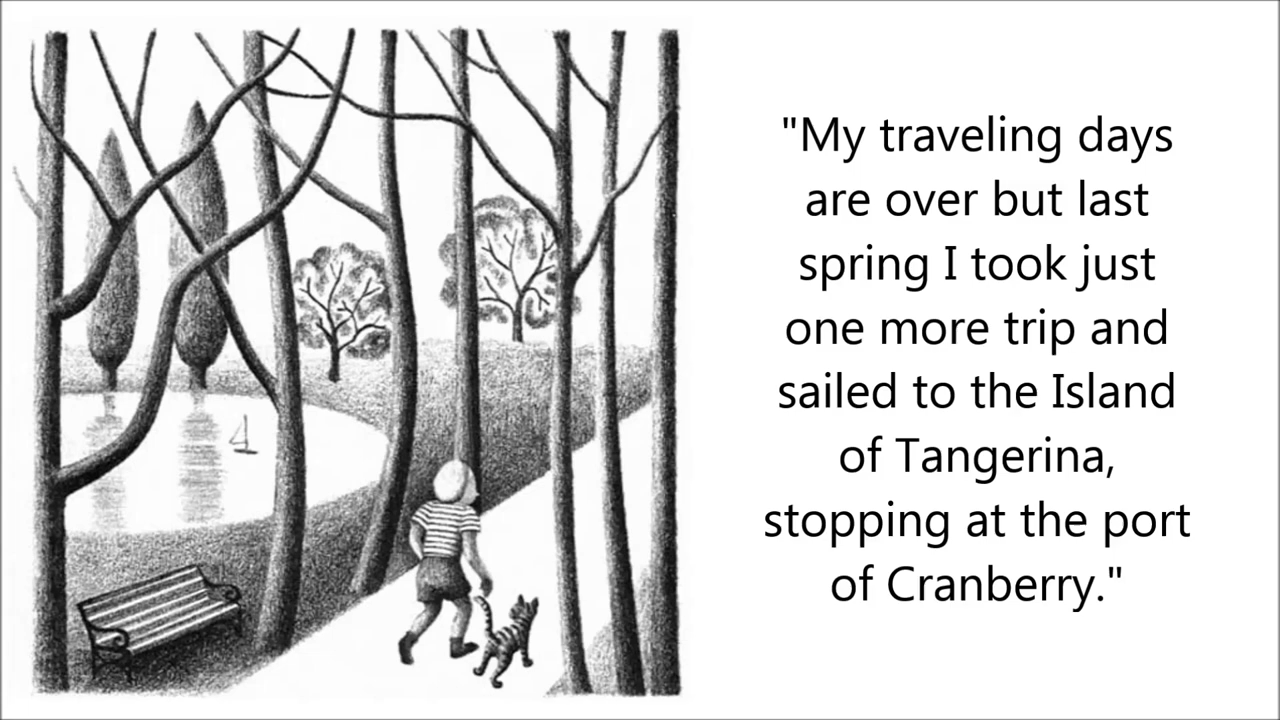 "My traveling days
are over but last
spring I took just
one more trip and
sailed to the Island
of Tangerina,
stopping at the port
of Cranberry."